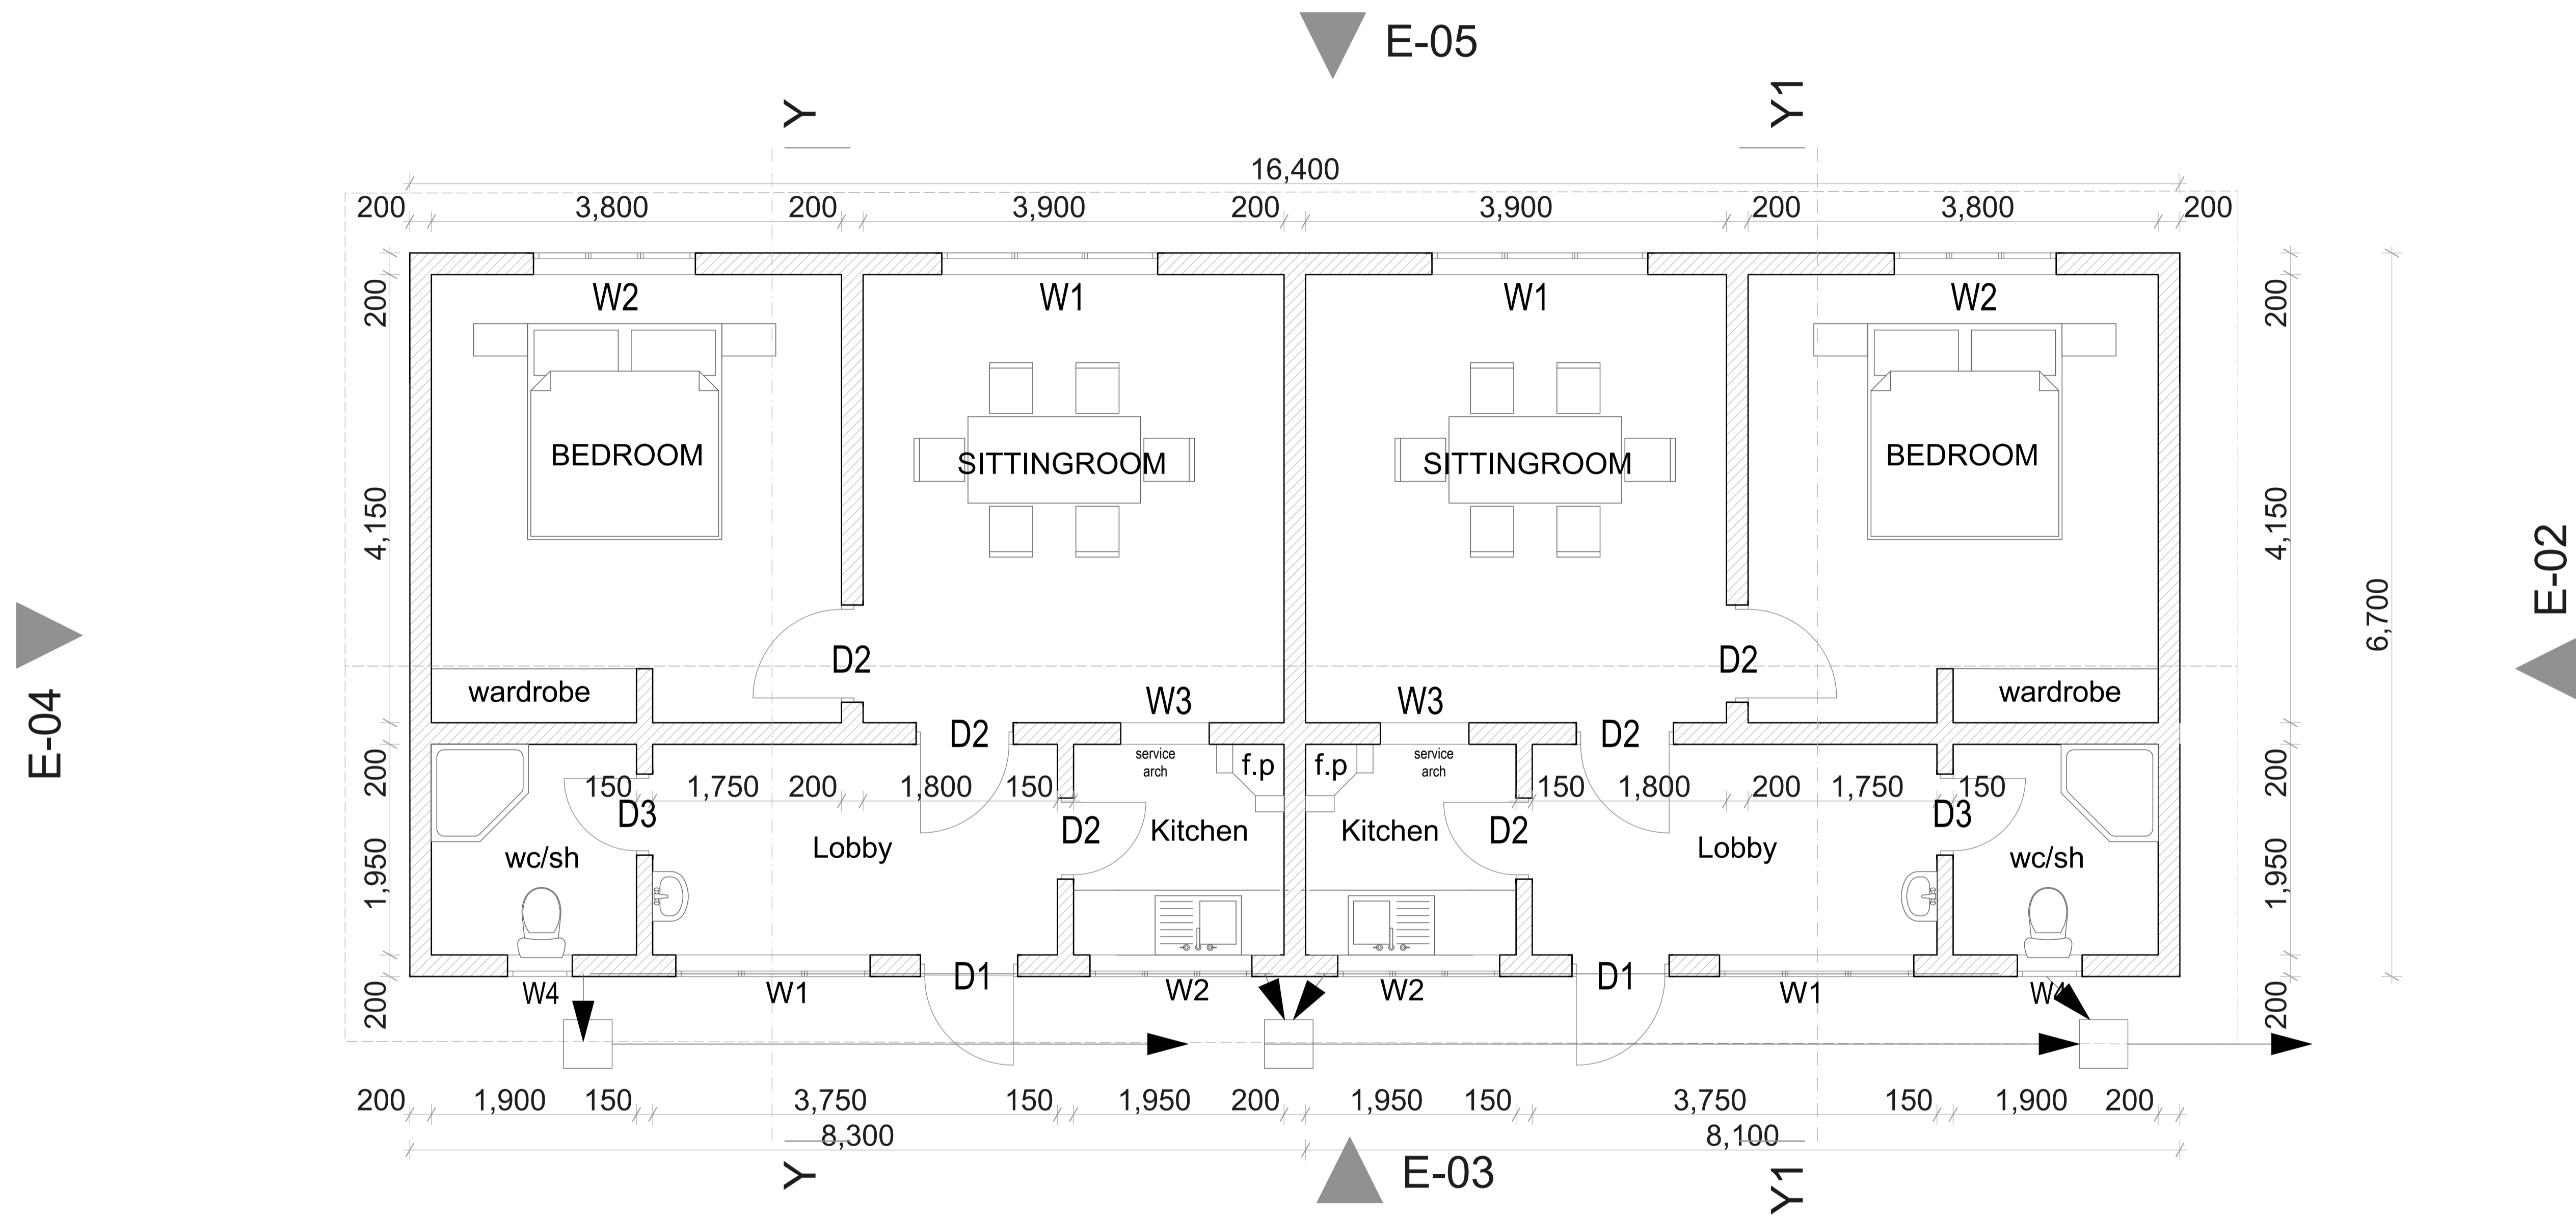 E-05
Y Y1
16,400
200 3,800 200 3,900 200 3,900 200 3,800 200
W2 W1 W1 W2
200 200
BEDROOM SITTINGROOM SITTINGROOM BEDROOM
4,150 4,150
E-02
6,700
D2 D2
E-04
wardrobe W3 W3 wardrobe
D2 D2
service arch f.p f.p service arch
200 200
150 1,750 200 1,800 150 150 1,800 200 1,750 150
D3 D2 Kitchen Kitchen D2 D3
wc/sh Lobby Lobby wc/sh
1,950 1,950
D1 D1
W4 W1 W2 W2 W1 W4
200 200
200 1,900 150 3,750 150 1,950 200 1,950 150 3,750 150 1,900 200
8,300 8,100
Y E-03 Y1